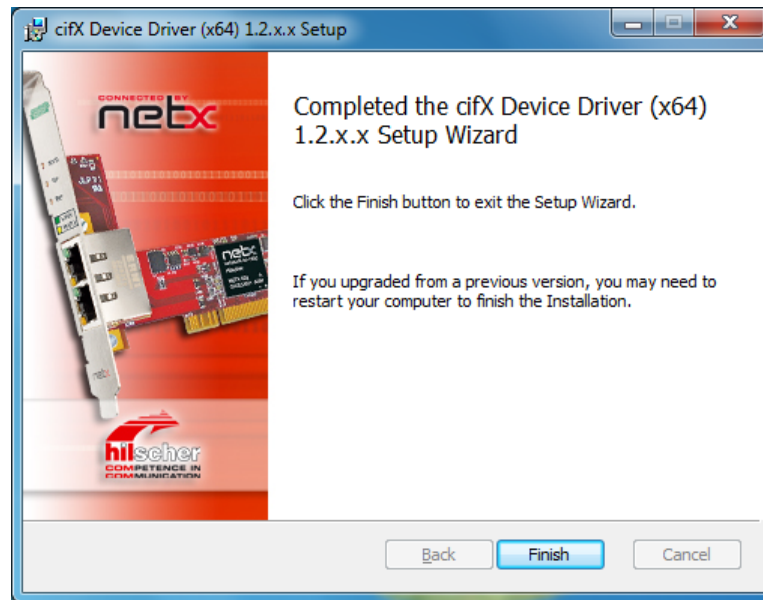 cifX Device Driver (x64) 1.2.x.x Setup
CONNECTED BY
netx
Completed the cifX Device Driver (x64)
1.2.x.x Setup Wizard
Click the Finish button to exit the Setup Wizard.
If you upgraded from a previous version, you may need to
restart your computer to finish the Installation.
netx
netx
hilscher
COMPETENCE IN
COMMUNICATION
Back
Finish
Cancel